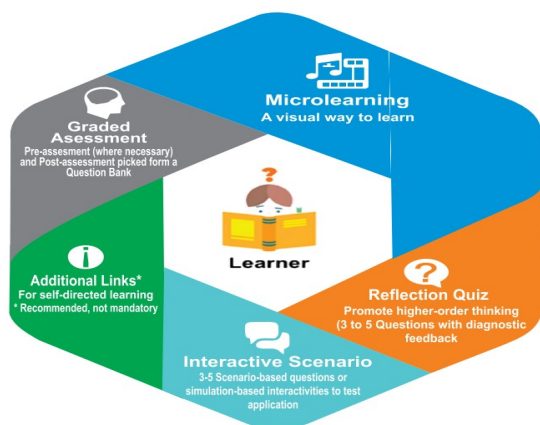 Microlearning
A visual way to learn
Graded
Asessment
Pre-assesment (where necessary)
and Post-assessment picked form a
Question Bank
?
Learner
Additional Links*
For self-directed learning
* Recommended, not mandatory
?
Reflection Quiz
Promote higher-order thinking
(3 to 5 Questions with diagnostic
feedback
Interactive Scenario
3-5 Scenario-based questions or
simulation-based interactivities to test
application